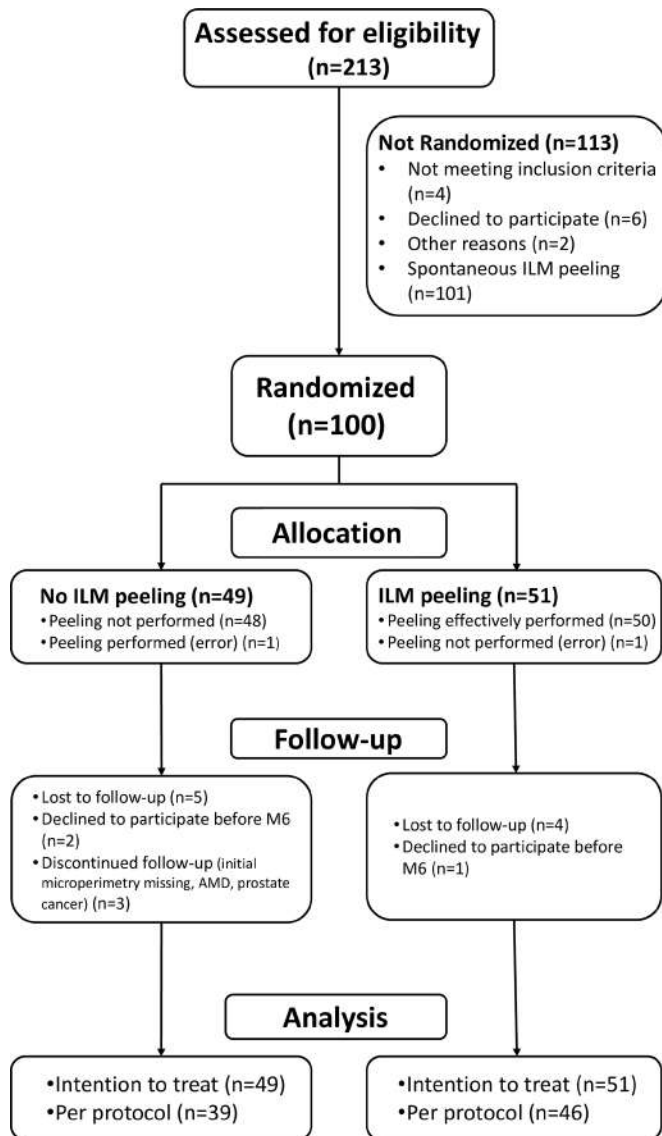 Assessed for eligibility
(n=213)
Not Randomized (n=113)
• Not meeting inclusion criteria
(n=4)
• Declined to participate (n=6)
• Other reasons (n=2)
• Spontaneous ILM peeling
(n=101)
Randomized
(n=100)
Allocation
No ILM peeling (n=49)
•Peeling not performed (n=48)
•Peeling performed (error) (n=1)
ILM peeling (n=51)
•Peeling effectively performed (n=50)
•Peeling not performed (error) (n=1)
Follow-up
•Lost to follow-up (n=5)
•Declined to participate before M6
(n=2)
•Discontinued follow-up (initial
microperimetry missing, AMD, prostate
cancer) (n=3)
•Lost to follow-up (n=4)
•Declined to participate before
M6 (n=1)
Analysis
•Intention to treat (n=49)
•Per protocol (n=39)
•Intention to treat (n=51)
•Per protocol (n=46)